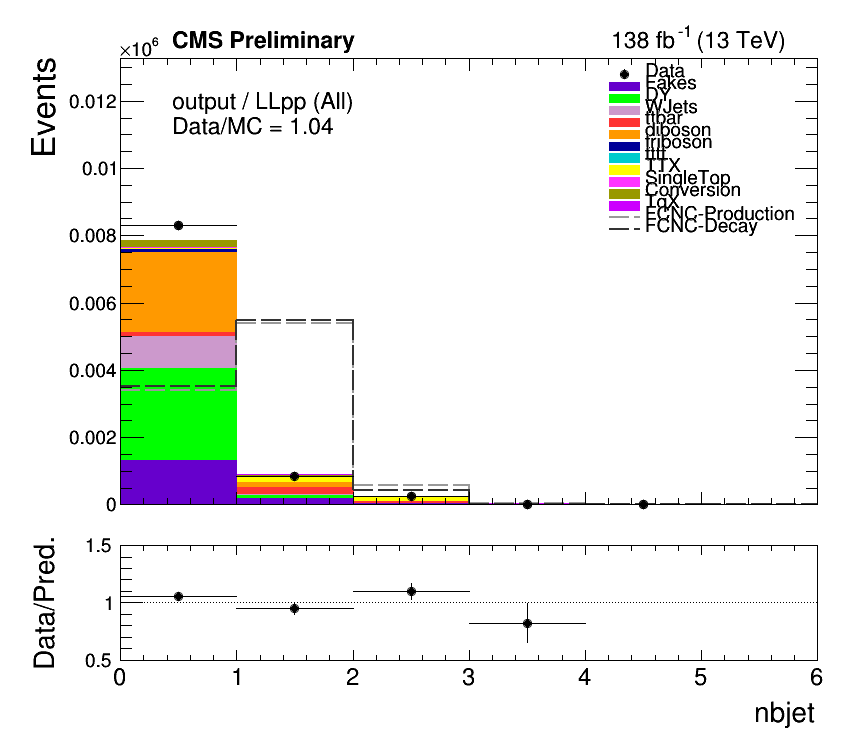 ×10⁶ CMS Preliminary 138 fb⁻¹ (13 TeV)
Events
output / LLpp (All)
Data/MC = 1.04
Data
Fakes
DY
WJets
ttbar
diboson
triboson
tttt
TTX
SingleTop
Conversion
TqX
FCNC-Production
FCNC-Decay
0.012
0.01
0.008
0.006
0.004
0.002
0
Data/Pred.
1.5
1
0.5
0 1 2 3 4 5 6
nbjet